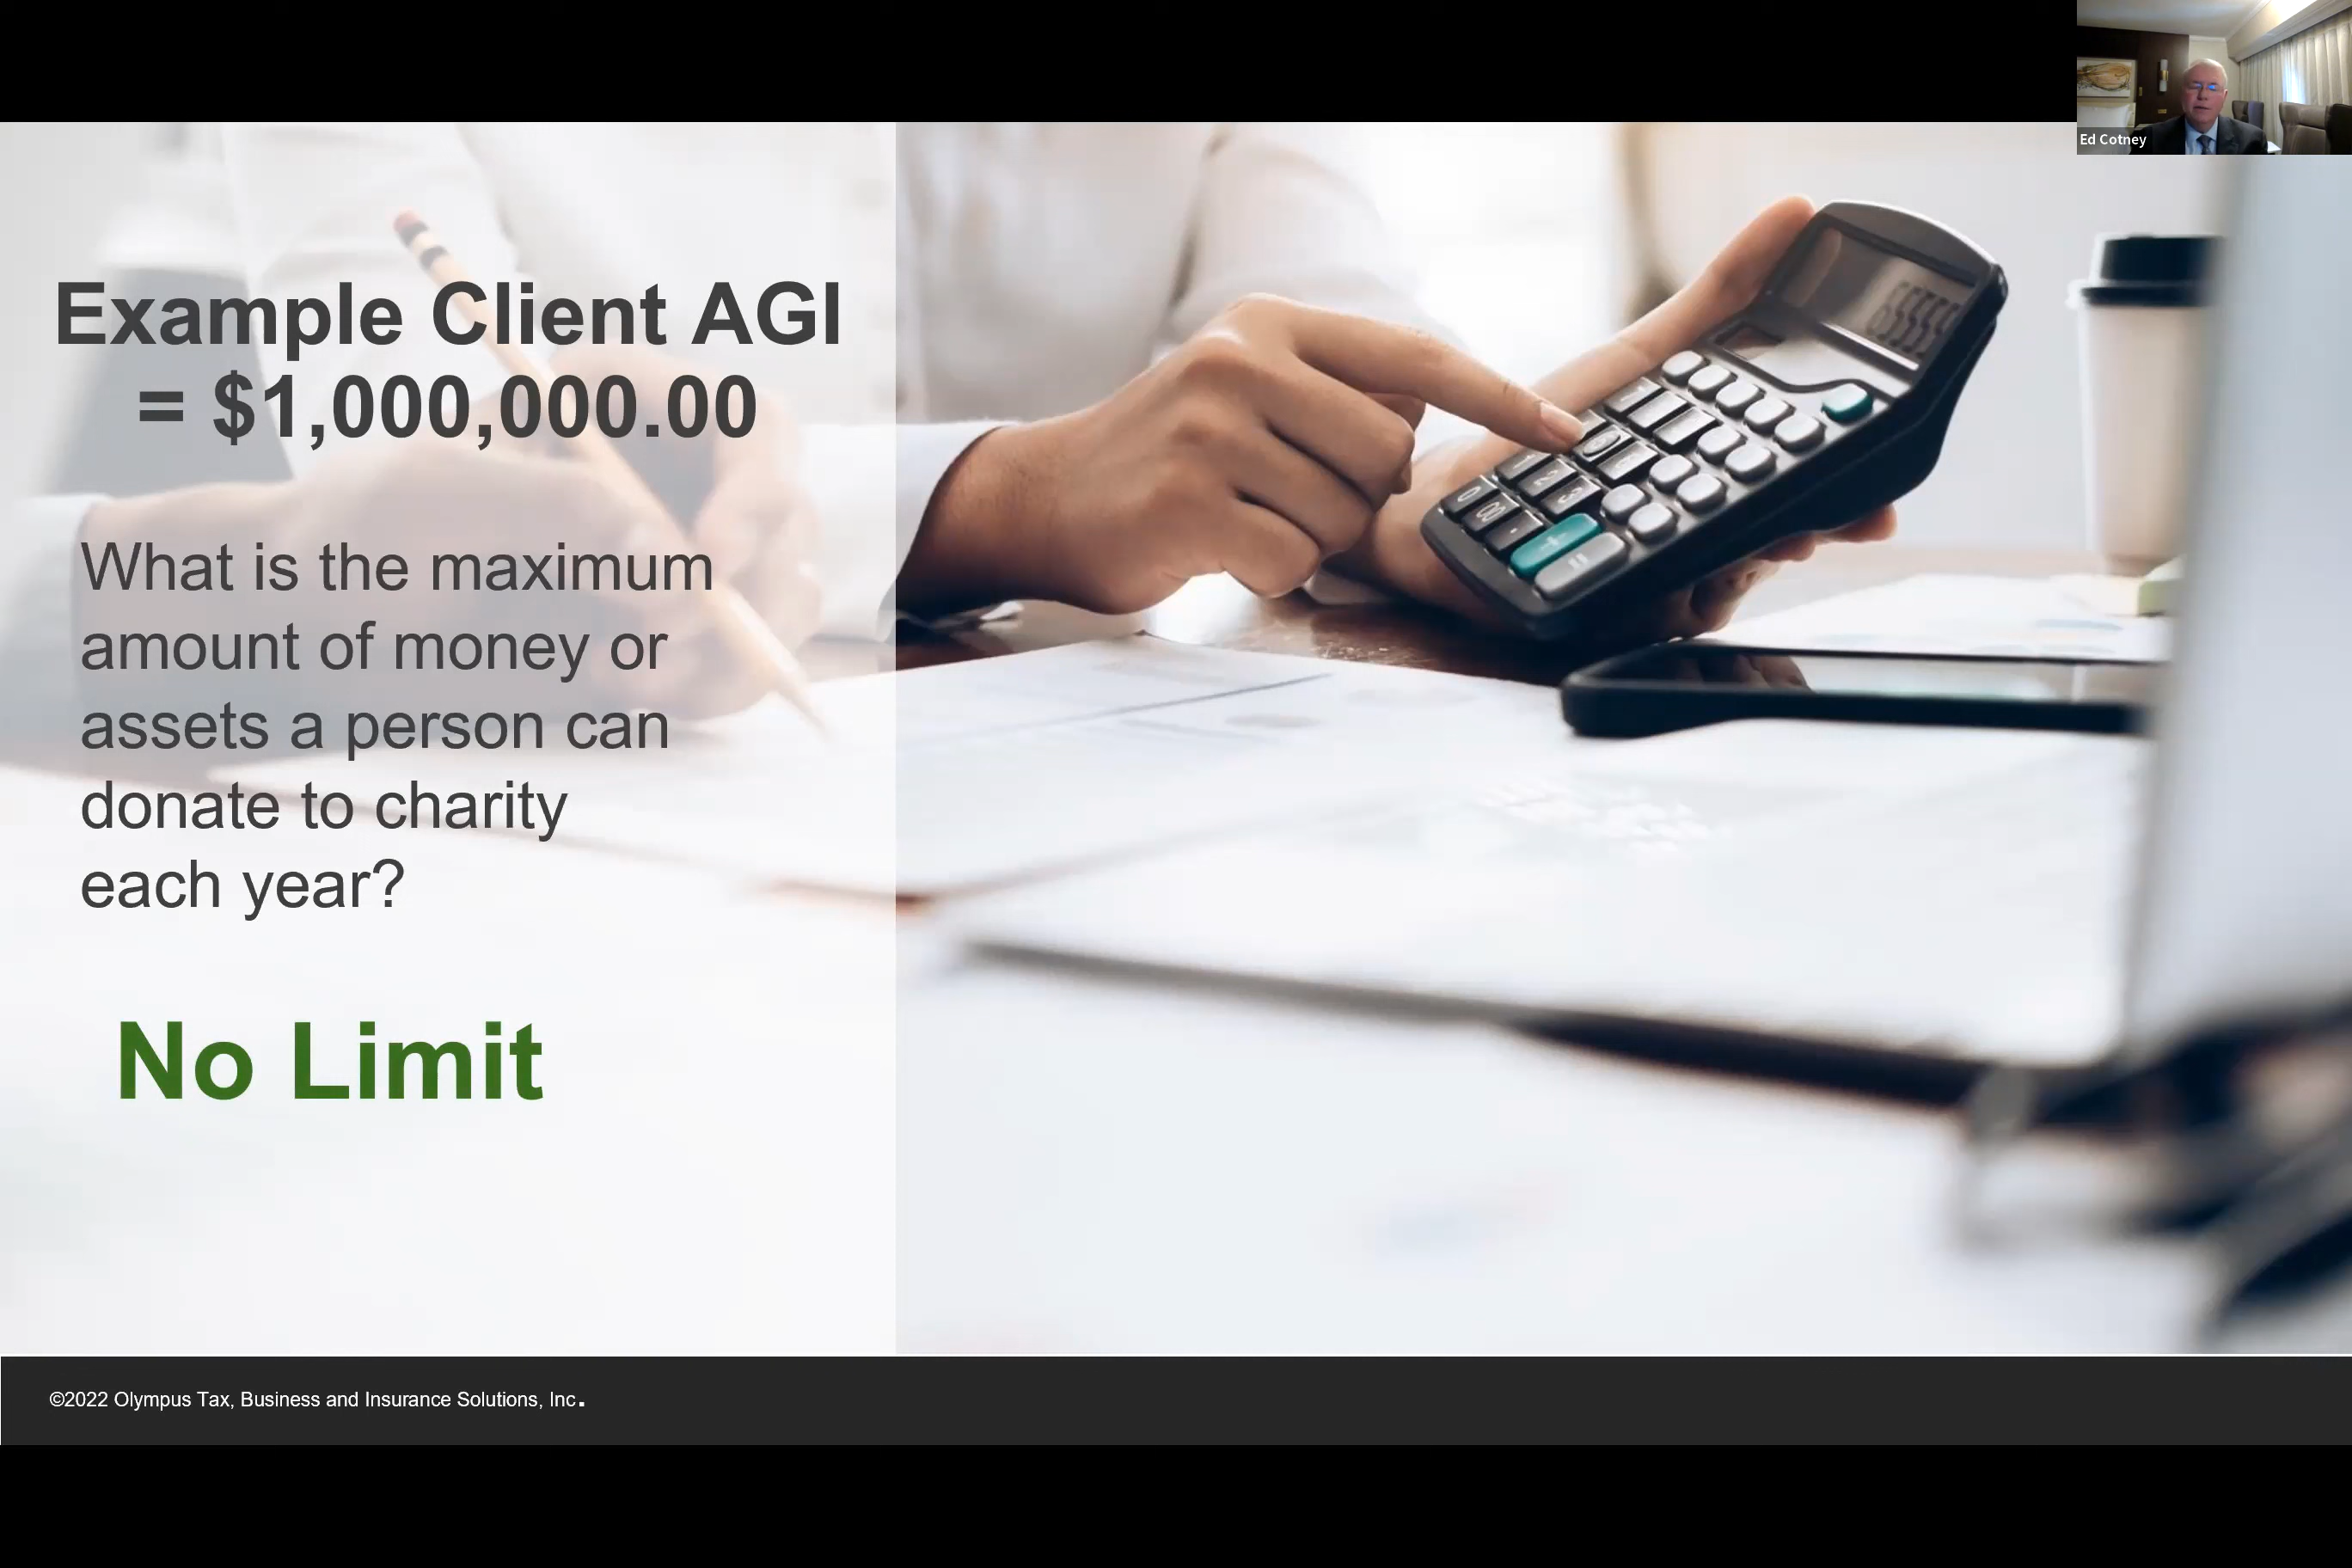 Ed Cotney
Example Client AGI
= $1,000,000.00
What is the maximum
amount of money or
assets a person can
donate to charity
each year?
No Limit
©2022 Olympus Tax, Business and Insurance Solutions, Inc.